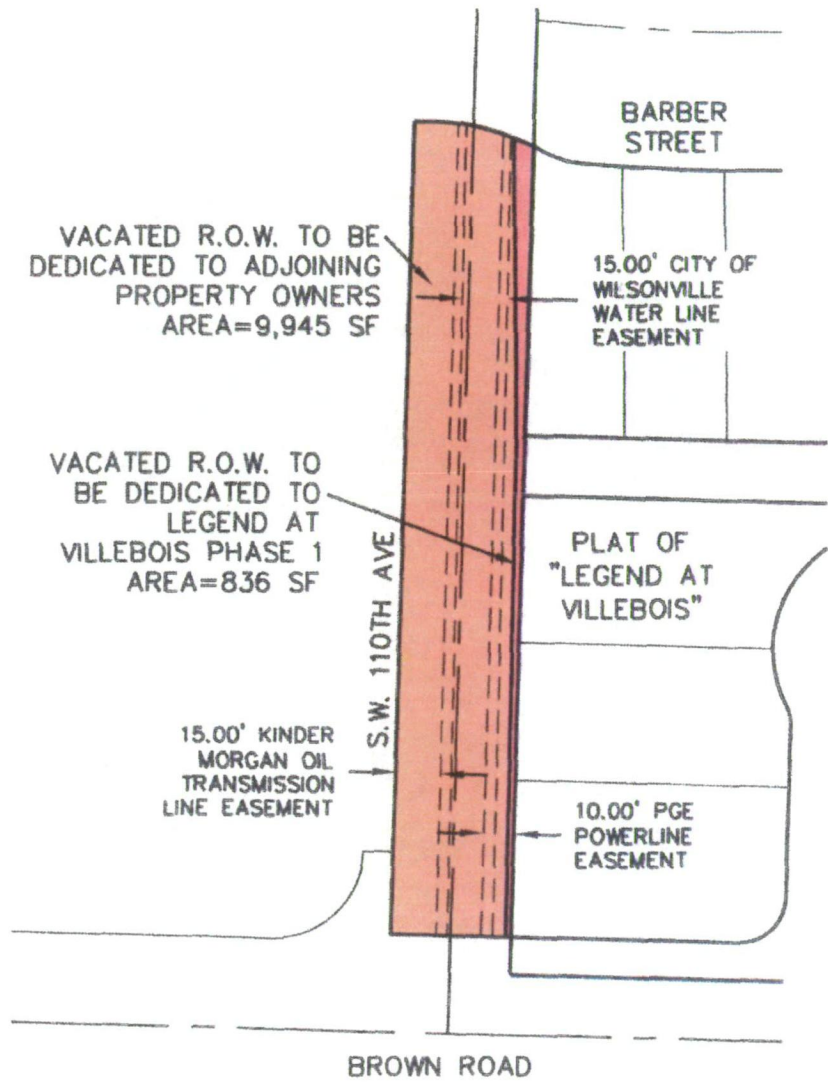 BARBER
STREET
VACATED R.O.W. TO BE
DEDICATED TO ADJOINING
PROPERTY OWNERS
AREA=9,945 SF
15.00' CITY OF
WILSONVILLE
WATER LINE
EASEMENT
VACATED R.O.W. TO
BE DEDICATED TO
LEGEND AT
VILLEBOIS PHASE 1
AREA=836 SF
PLAT OF
"LEGEND AT
VILLEBOIS"
S.W. 110TH AVE
15.00' KINDER
MORGAN OIL
TRANSMISSION
LINE EASEMENT
10.00' PGE
POWERLINE
EASEMENT
BROWN ROAD